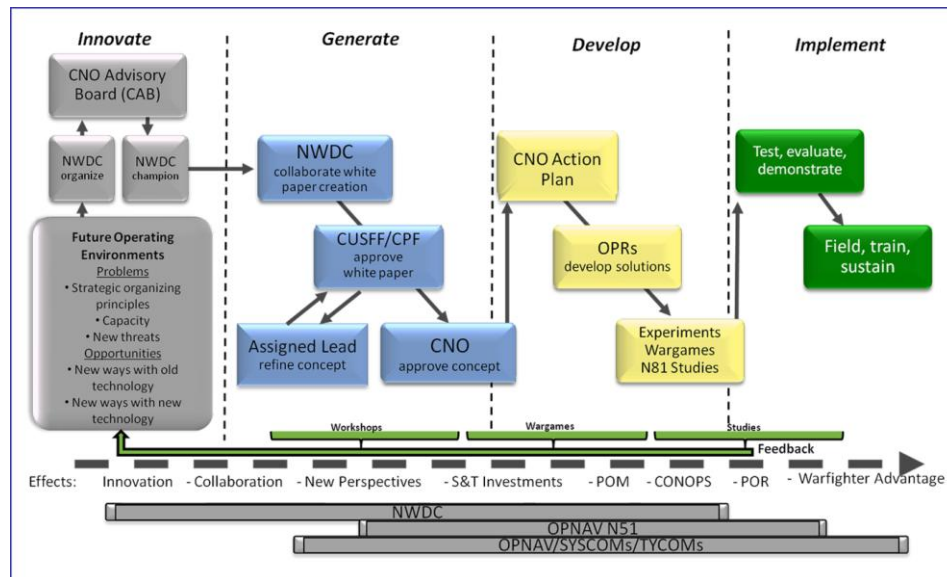 Innovate
Generate
Develop
Implement
CNO Advisory
Board (CAB)
NWDC
organize
NWDC
champion
Future Operating
Environments
Problems
• Strategic organizing
principles
• Capacity
• New threats
Opportunities
• New ways with old
technology
• New ways with new
technology
NWDC
collaborate white
paper creation
CUSFF/CPF
approve
white paper
Assigned Lead
refine concept
CNO
approve concept
CNO Action
Plan
OPRs
develop solutions
Experiments
Wargames
N81 Studies
Test, evaluate,
demonstrate
Field, train,
sustain
Workshops
Wargames
Studies
Feedback
Effects: Innovation - Collaboration - New Perspectives - S&T Investments - POM - CONOPS - POR - Warfighter Advantage
NWDC
OPNAV N51
OPNAV/SYSCOMs/TYCOMs